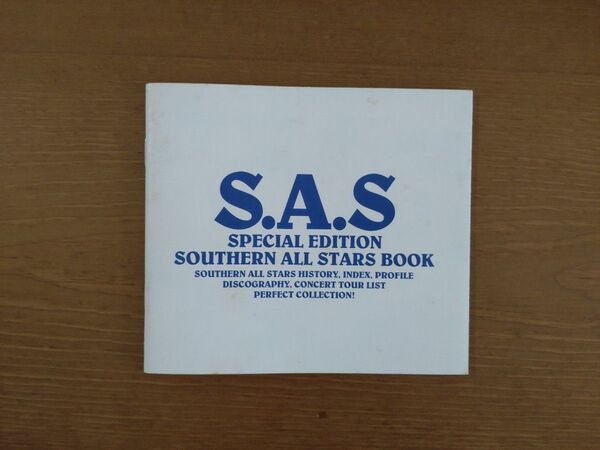 S.A.S
SPECIAL EDITION
SOUTHERN ALL STARS BOOK
SOUTHERN ALL STARS HISTORY, INDEX, PROFILE
DISCOGRAPHY, CONCERT TOUR LIST
PERFECT COLLECTION!